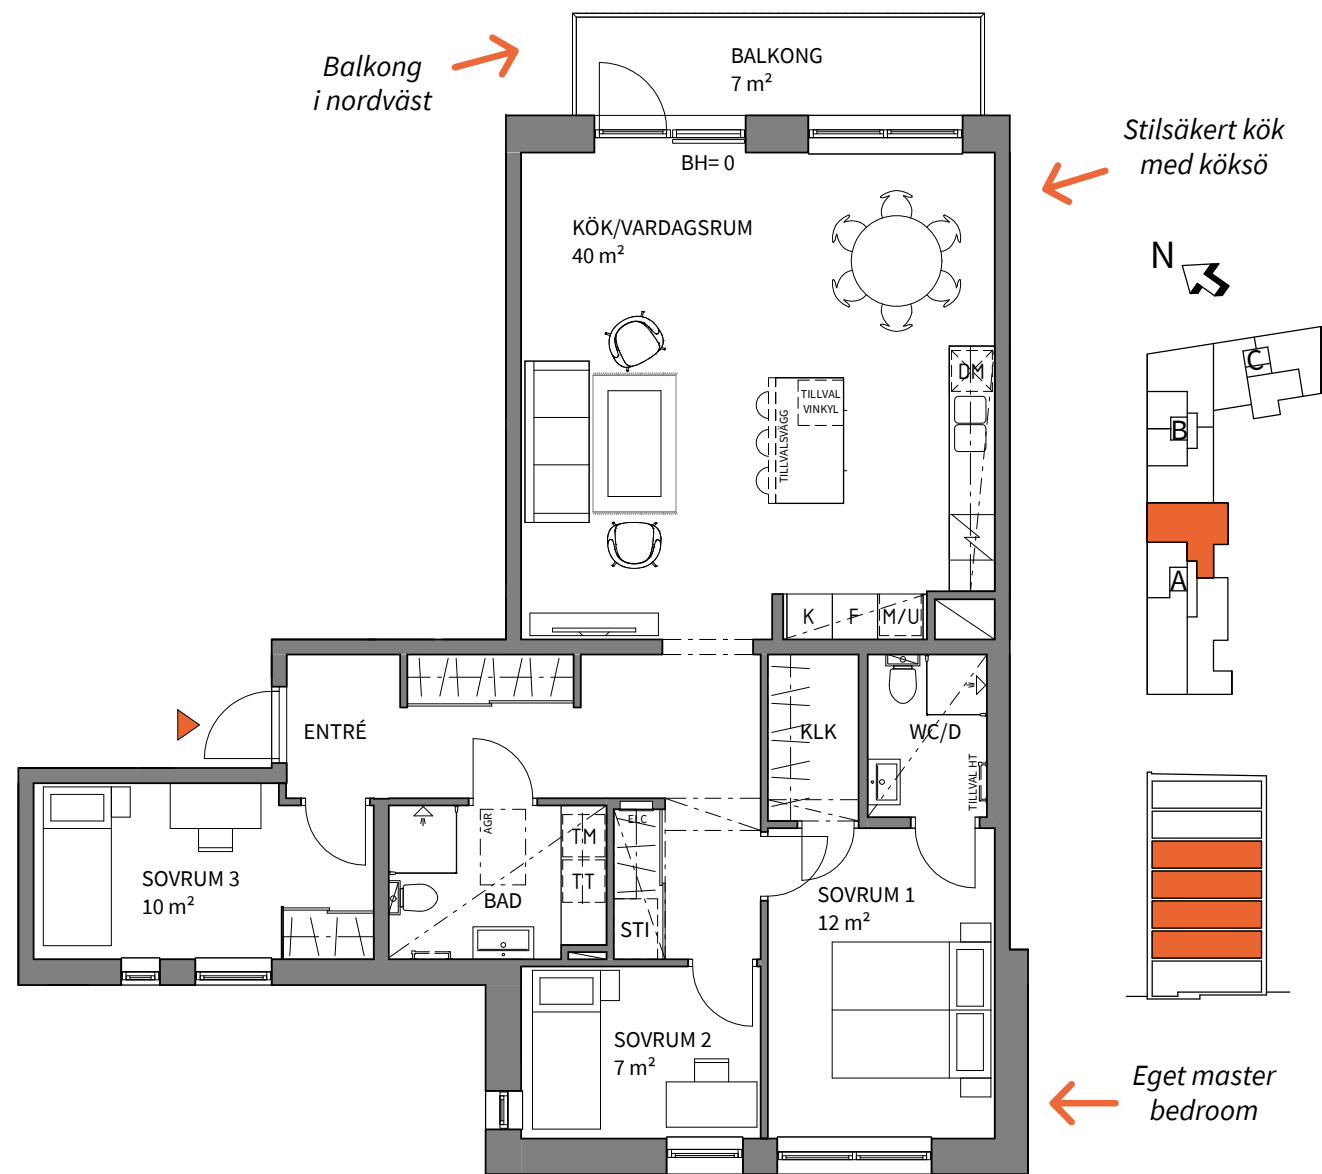 Balkong
i nordväst
BALKONG
7 m²
Stilsäkert kök
med köksö
BH= 0
KÖK/VARDAGSRUM
40 m²
N
C
B
A
DM
TILLVAL
VINKYL
TILLVALSVÄGG
K
F
M/U
ENTRÉ
KLK
WC/D
TILLVAL HT
SOVRUM 3
10 m²
AGR
BAD
TM
TT
ELC
STI
SOVRUM 1
12 m²
SOVRUM 2
7 m²
Eget master
bedroom